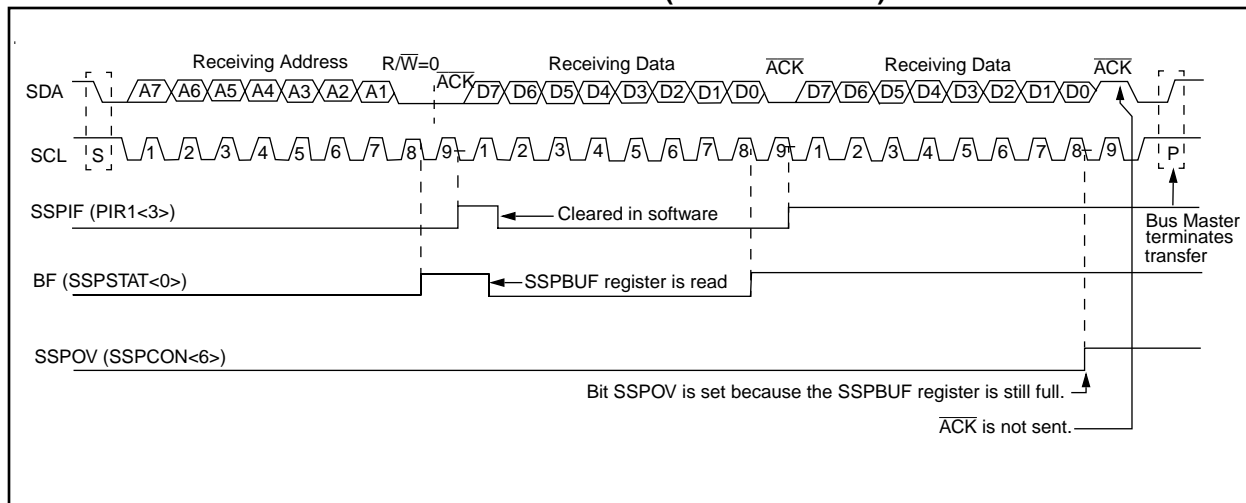 Receiving Address R/W=0 ACK Receiving Data ACK Receiving Data ACK
SDA A7 A6 A5 A4 A3 A2 A1 D7 D6 D5 D4 D3 D2 D1 D0 D7 D6 D5 D4 D3 D2 D1 D0
SCL S 1 2 3 4 5 6 7 8 9 1 2 3 4 5 6 7 8 9 1 2 3 4 5 6 7 8 9 P
SSPIF (PIR1<3>) Cleared in software
Bus Master
terminates
transfer
BF (SSPSTAT<0>) SSPBUF register is read
SSPOV (SSPCON<6>)
Bit SSPOV is set because the SSPBUF register is still full.
ACK is not sent.